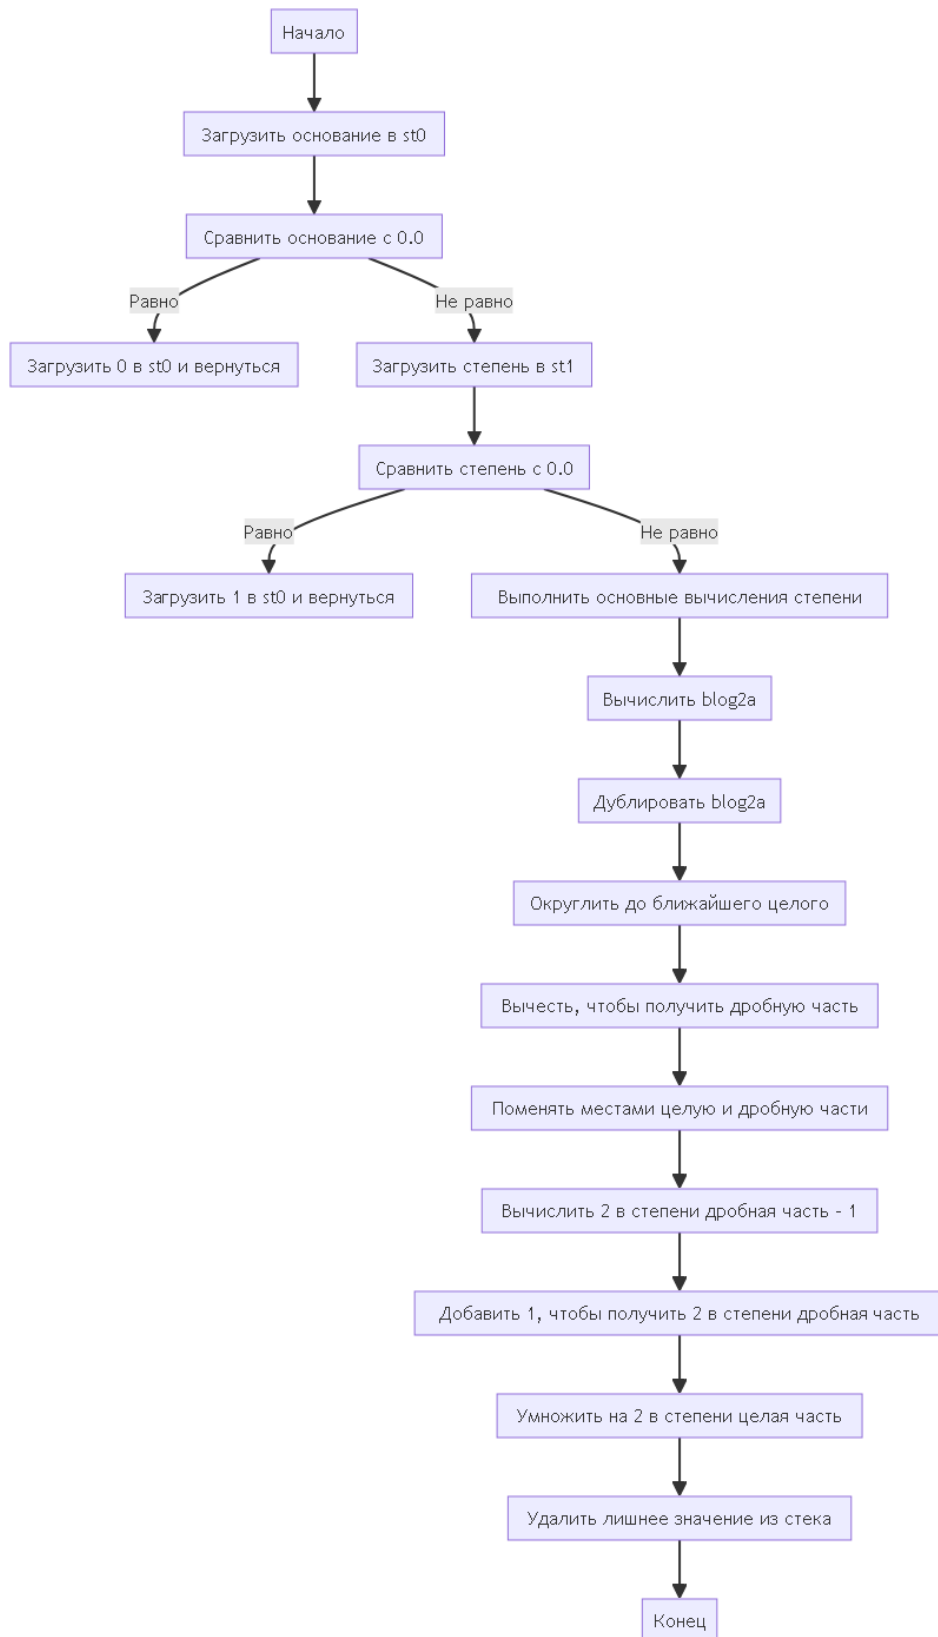 Начало
Загрузить основание в st0
Сравнить основание с 0.0
Равно
Не равно
Загрузить 0 в st0 и вернуться
Загрузить степень в st1
Сравнить степень с 0.0
Равно
Не равно
Загрузить 1 в st0 и вернуться
Выполнить основные вычисления степени
Вычислить blog2a
Дублировать blog2a
Округлить до ближайшего целого
Вычесть, чтобы получить дробную часть
Поменять местами целую и дробную части
Вычислить 2 в степени дробная часть - 1
Добавить 1, чтобы получить 2 в степени дробная часть
Умножить на 2 в степени целая часть
Удалить лишнее значение из стека
Конец